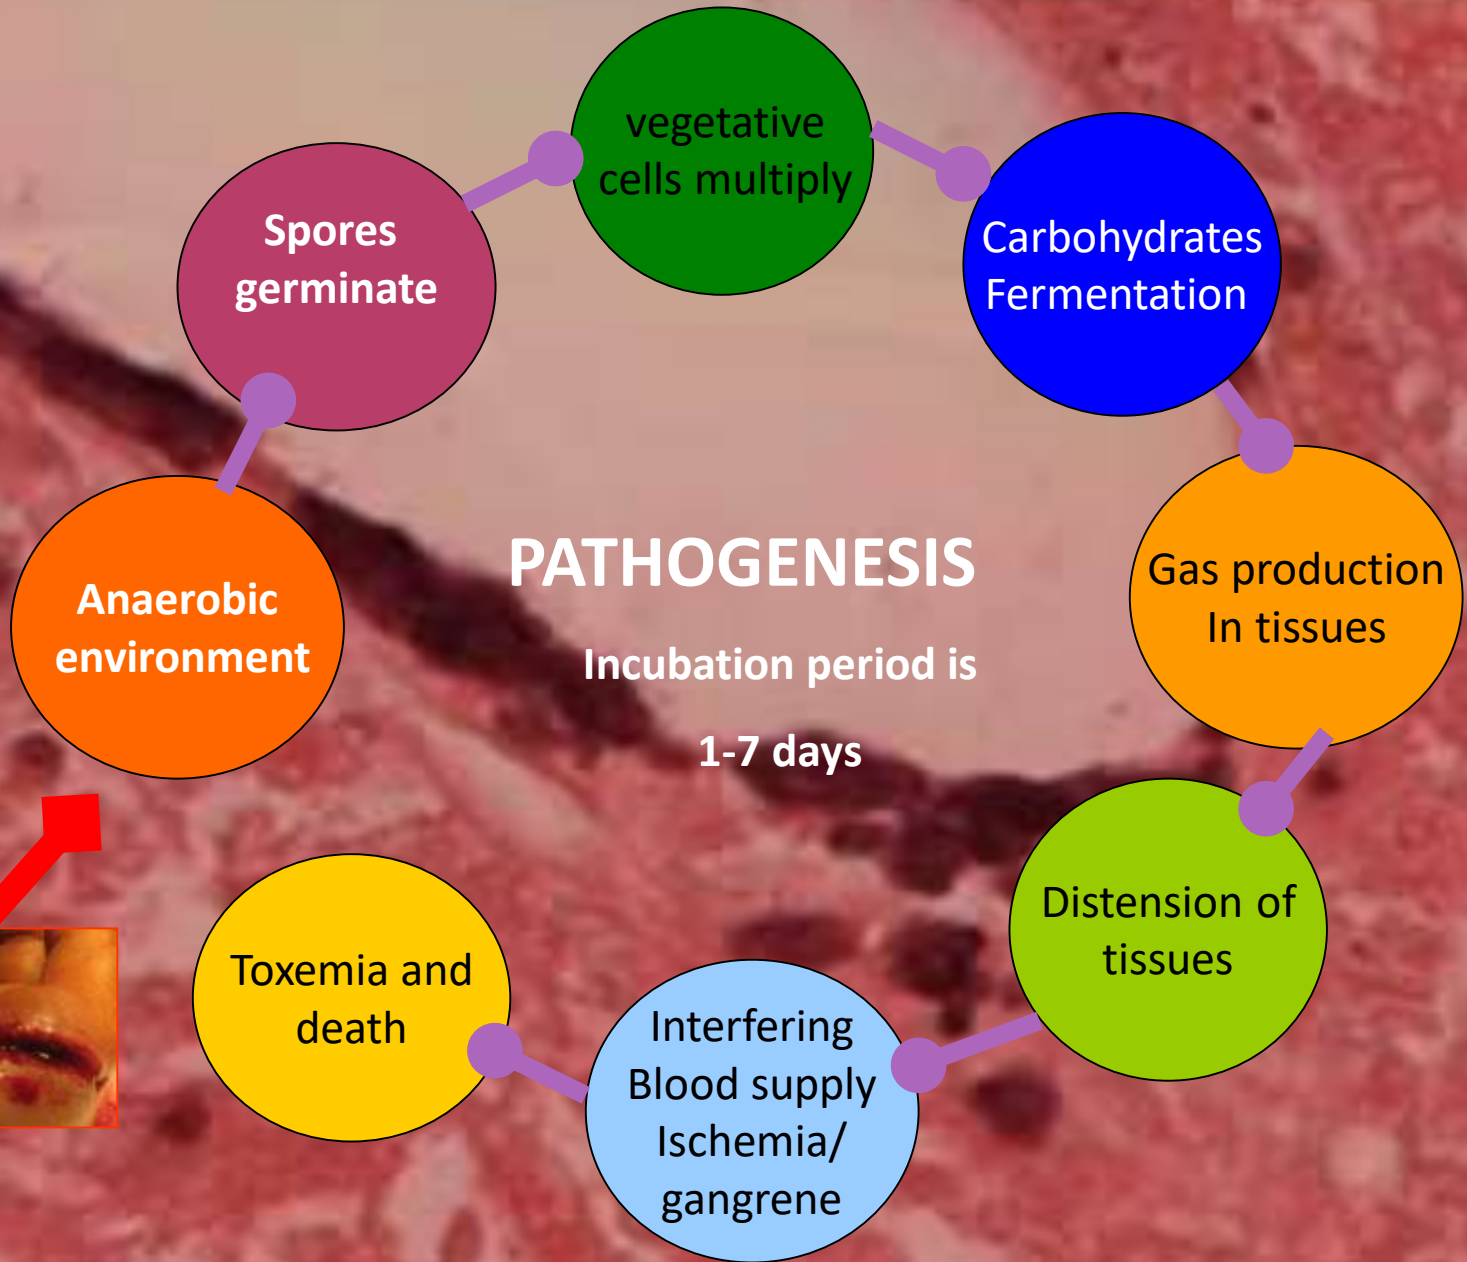 PATHOGENESIS
Incubation period is
1-7 days
Anaerobic
environment
Spores
germinate
vegetative
cells multiply
Carbohydrates
Fermentation
Gas production
In tissues
Distension of
tissues
Interfering
Blood supply
Ischemia/
gangrene
Toxemia and
death